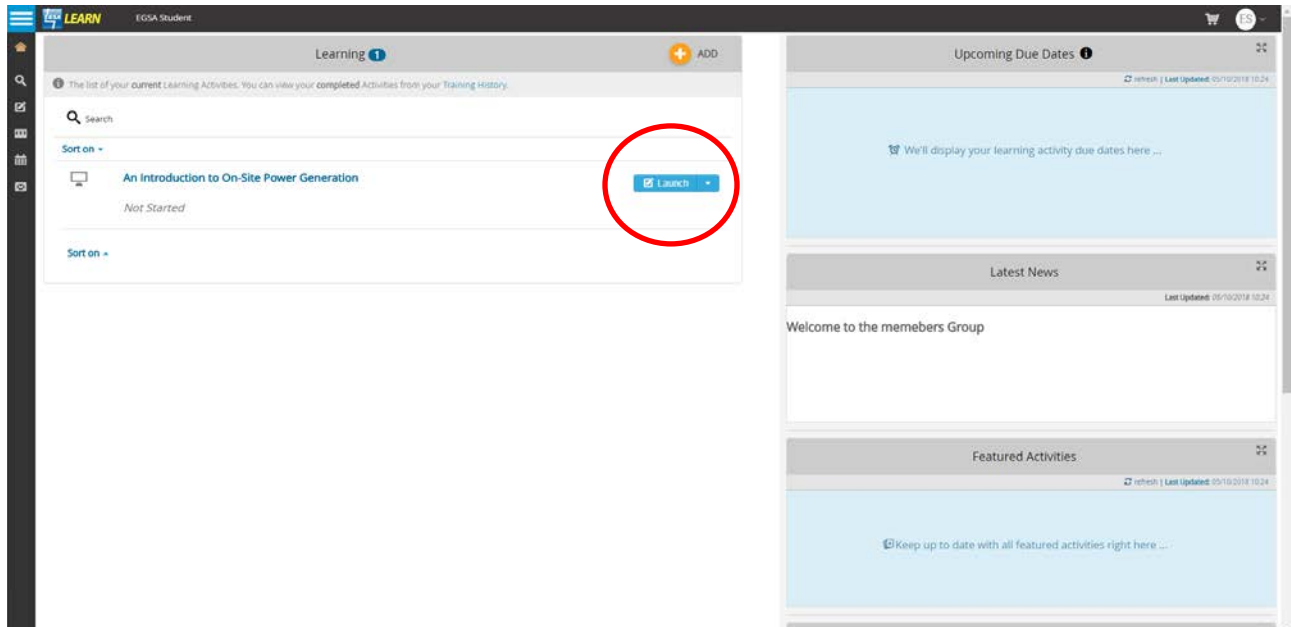 LEARN EGSA Student ES
Learning 1 ADD
The list of your current Learning Activities. You can view your completed Activities from your Training History.
Search
Sort on
An Introduction to On-Site Power Generation
Launch
Not Started
Sort on
Upcoming Due Dates
refresh | Last Updated: 05/10/2018 10:24
We'll display your learning activity due dates here ...
Latest News
Last Updated: 05/10/2018 10:24
Welcome to the memebers Group
Featured Activities
refresh | Last Updated: 05/10/2018 10:24
Keep up to date with all featured activities right here ...